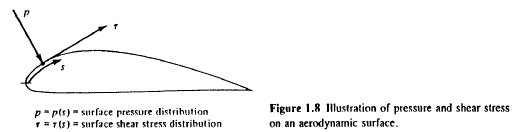 p
τ
s
p = p(s) = surface pressure distribution
τ = τ(s) = surface shear stress distribution
Figure 1.8 Illustration of pressure and shear stress
on an aerodynamic surface.